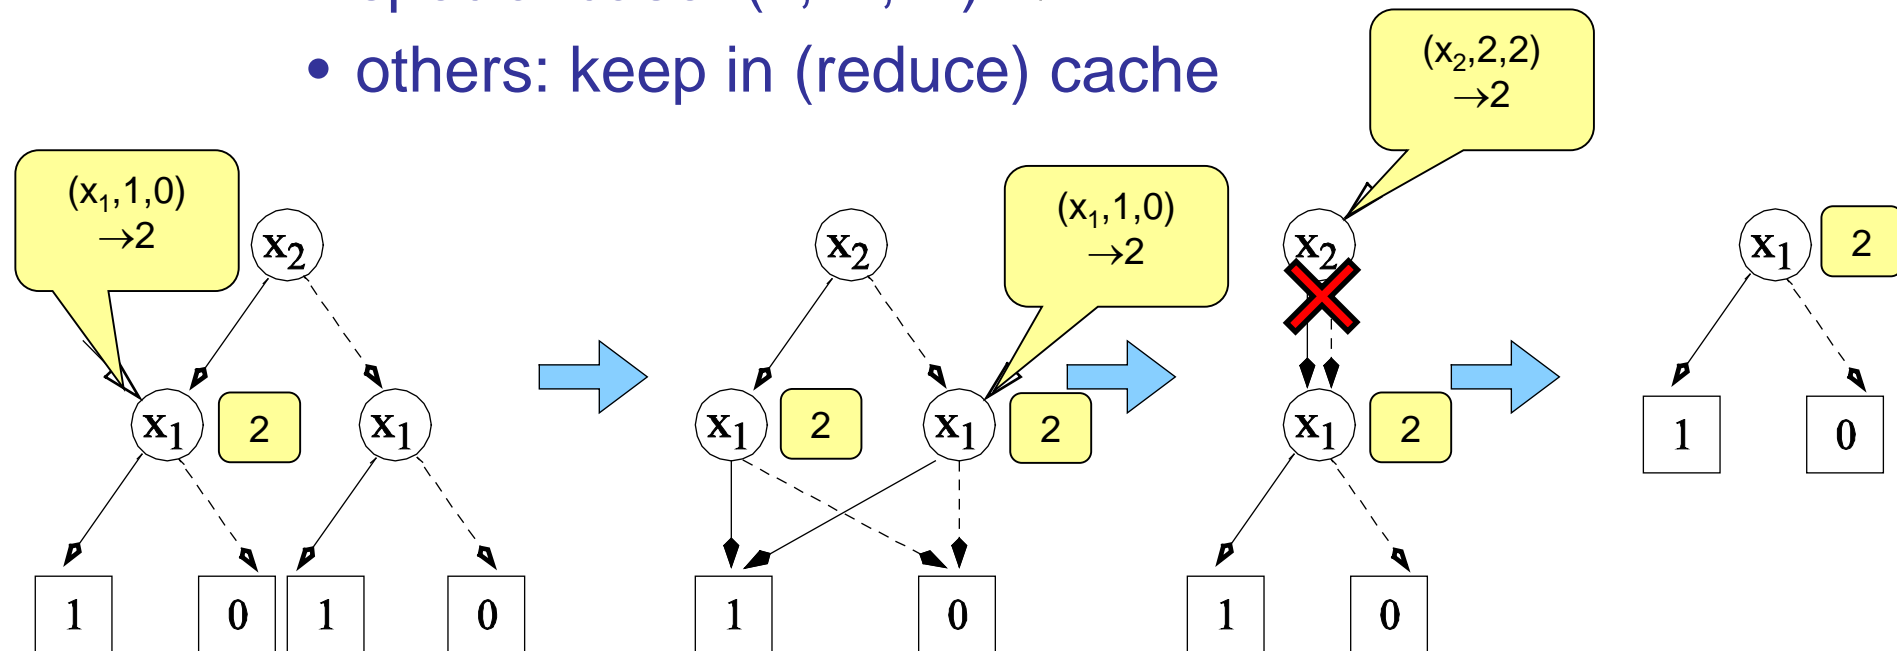 • others: keep in (reduce) cache
(x₂,2,2)
→2
(x₁,1,0)
→2
(x₁,1,0)
→2
x₂
x₂
x₂
x₁
2
x₁
2
x₁
x₁
2
x₁
2
x₁
2
1
0
1
0
1
0
1
0
1
0